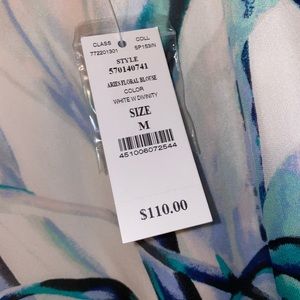 CLASS COLL
772201301 SP153IN
STYLE
570140741
ARIES FLORAL BLOUSE
COLOR
WHITE W DIVINITY
SIZE
M
451006072544
$110.00